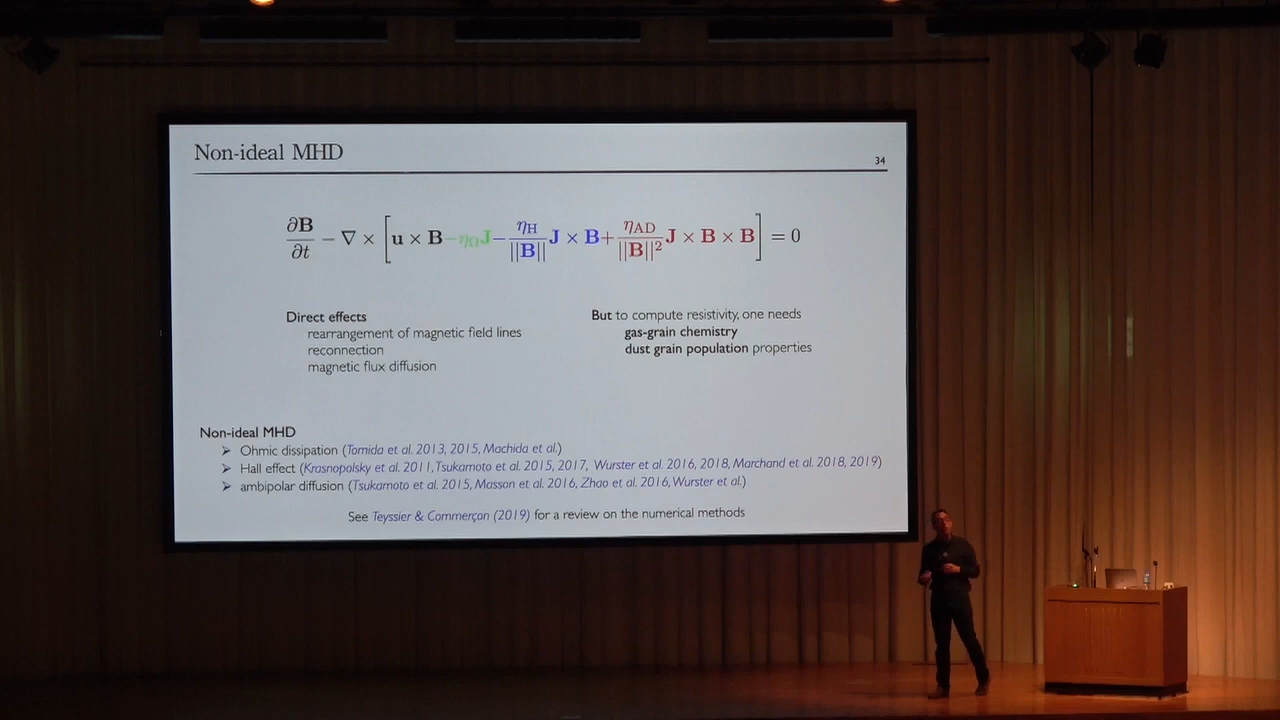 Non-ideal MHD
34
∂B/∂t − ∇ × [u × B −η_Ω J − η_H/||B|| J × B + η_AD/||B||² J × B × B] = 0
Direct effects
rearrangement of magnetic field lines
reconnection
magnetic flux diffusion
But to compute resistivity, one needs
gas-grain chemistry
dust grain population properties
Non-ideal MHD
➢ Ohmic dissipation (Tomida et al. 2013, 2015, Machida et al.)
➢ Hall effect (Krasnopolsky et al. 2011, Tsukamoto et al. 2015, 2017, Wurster et al. 2016, 2018, Marchand et al. 2018, 2019)
➢ ambipolar diffusion (Tsukamoto et al. 2015, Masson et al. 2016, Zhao et al. 2016, Wurster et al.)
See Teyssier & Commerçon (2019) for a review on the numerical methods